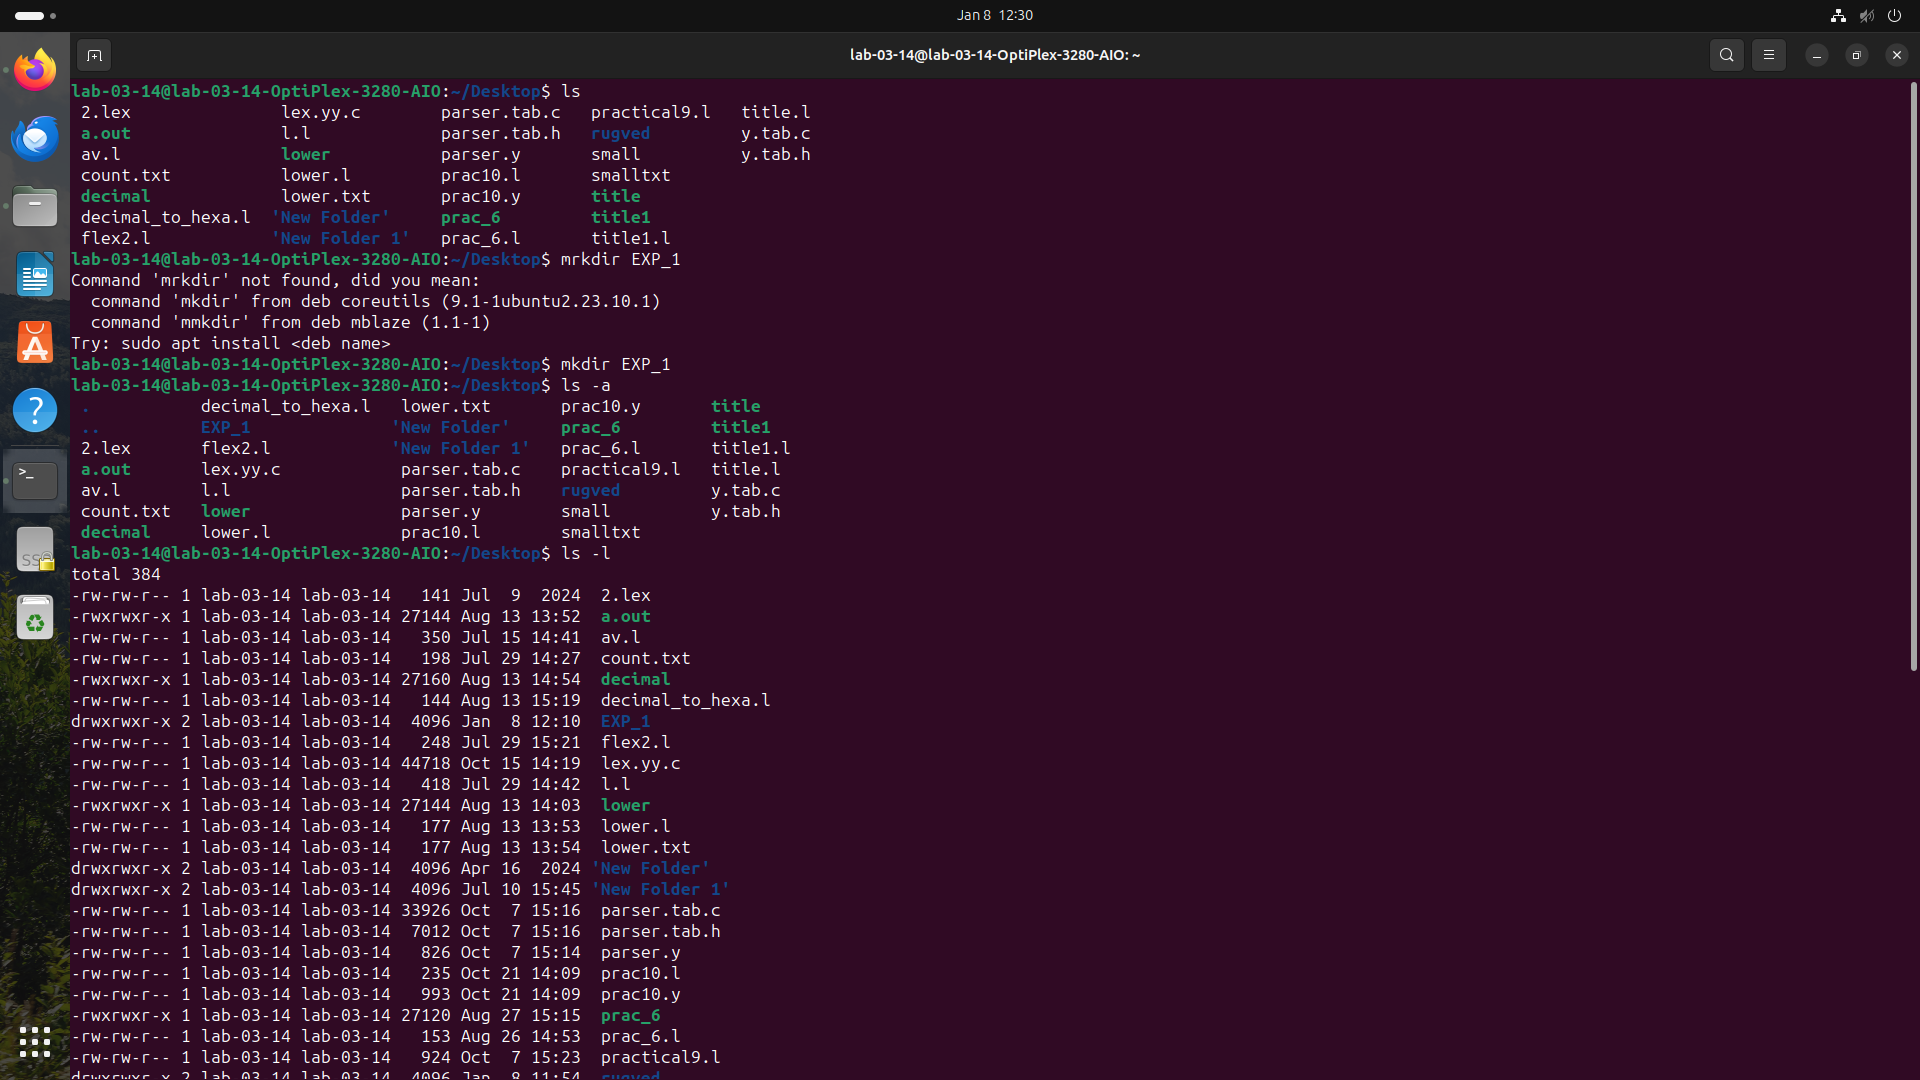 Jan 8 12:30
lab-03-14@lab-03-14-OptiPlex-3280-AIO: ~
lab-03-14@lab-03-14-OptiPlex-3280-AIO:~/Desktop$ ls
2.lex lex.yy.c parser.tab.c practical9.l title.l
a.out l.l parser.tab.h rugved y.tab.c
av.l lower parser.y small y.tab.h
count.txt lower.l prac10.l smalltxt
decimal lower.txt prac10.y title
decimal_to_hexa.l 'New Folder' prac_6 title1
flex2.l 'New Folder 1' prac_6.l title1.l
lab-03-14@lab-03-14-OptiPlex-3280-AIO:~/Desktop$ mrkdir EXP_1
Command 'mrkdir' not found, did you mean:
command 'mkdir' from deb coreutils (9.1-1ubuntu2.23.10.1)
command 'mmkdir' from deb mblaze (1.1-1)
Try: sudo apt install <deb name>
lab-03-14@lab-03-14-OptiPlex-3280-AIO:~/Desktop$ mkdir EXP_1
lab-03-14@lab-03-14-OptiPlex-3280-AIO:~/Desktop$ ls -a
. decimal_to_hexa.l lower.txt prac10.y title
.. EXP_1 'New Folder' prac_6 title1
2.lex flex2.l 'New Folder 1' prac_6.l title1.l
a.out lex.yy.c parser.tab.c practical9.l title.l
av.l l.l parser.tab.h rugved y.tab.c
count.txt lower parser.y small y.tab.h
decimal lower.l prac10.l smalltxt
lab-03-14@lab-03-14-OptiPlex-3280-AIO:~/Desktop$ ls -l
total 384
-rw-rw-r-- 1 lab-03-14 lab-03-14 141 Jul 9 2024 2.lex
-rwxrwxr-x 1 lab-03-14 lab-03-14 27144 Aug 13 13:52 a.out
-rw-rw-r-- 1 lab-03-14 lab-03-14 350 Jul 15 14:41 av.l
-rw-rw-r-- 1 lab-03-14 lab-03-14 198 Jul 29 14:27 count.txt
-rwxrwxr-x 1 lab-03-14 lab-03-14 27160 Aug 13 14:54 decimal
-rw-rw-r-- 1 lab-03-14 lab-03-14 144 Aug 13 15:19 decimal_to_hexa.l
drwxrwxr-x 2 lab-03-14 lab-03-14 4096 Jan 8 12:10 EXP_1
-rw-rw-r-- 1 lab-03-14 lab-03-14 248 Jul 29 15:21 flex2.l
-rw-rw-r-- 1 lab-03-14 lab-03-14 44718 Oct 15 14:19 lex.yy.c
-rw-rw-r-- 1 lab-03-14 lab-03-14 418 Jul 29 14:42 l.l
-rwxrwxr-x 1 lab-03-14 lab-03-14 27144 Aug 13 14:03 lower
-rw-rw-r-- 1 lab-03-14 lab-03-14 177 Aug 13 13:53 lower.l
-rw-rw-r-- 1 lab-03-14 lab-03-14 177 Aug 13 13:54 lower.txt
drwxrwxr-x 2 lab-03-14 lab-03-14 4096 Apr 16 2024 'New Folder'
drwxrwxr-x 2 lab-03-14 lab-03-14 4096 Jul 10 15:45 'New Folder 1'
-rw-rw-r-- 1 lab-03-14 lab-03-14 33926 Oct 7 15:16 parser.tab.c
-rw-rw-r-- 1 lab-03-14 lab-03-14 7012 Oct 7 15:16 parser.tab.h
-rw-rw-r-- 1 lab-03-14 lab-03-14 826 Oct 7 15:14 parser.y
-rw-rw-r-- 1 lab-03-14 lab-03-14 235 Oct 21 14:09 prac10.l
-rw-rw-r-- 1 lab-03-14 lab-03-14 993 Oct 21 14:09 prac10.y
-rwxrwxr-x 1 lab-03-14 lab-03-14 27120 Aug 27 15:15 prac_6
-rw-rw-r-- 1 lab-03-14 lab-03-14 153 Aug 26 14:53 prac_6.l
-rw-rw-r-- 1 lab-03-14 lab-03-14 924 Oct 7 15:23 practical9.l
drwxrwxr-x 2 lab-03-14 lab-03-14 4096 Jan 8 11:54 rugved